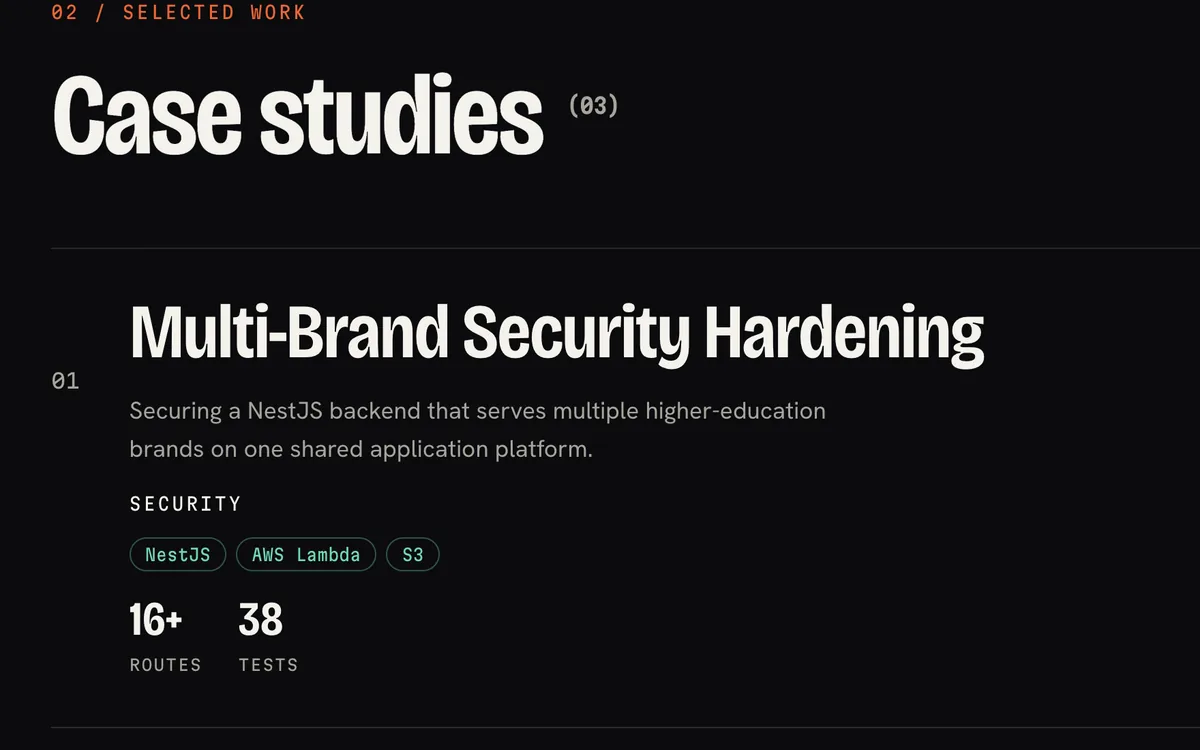 02 / SELECTED WORK
Case studies (03)
Multi-Brand Security Hardening
01
Securing a NestJS backend that serves multiple higher-education
brands on one shared application platform.
SECURITY
NestJS AWS Lambda S3
16+ 38
ROUTES TESTS